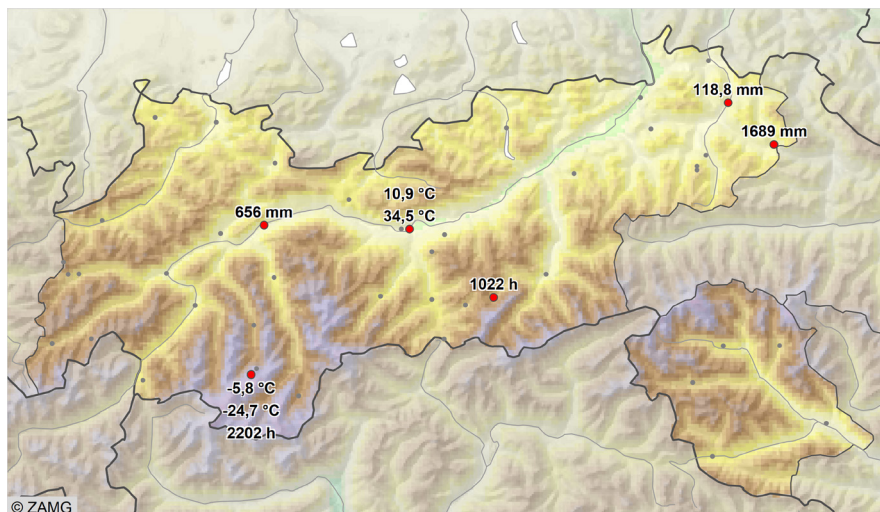 118,8 mm
1689 mm
10,9 °C
34,5 °C
656 mm
1022 h
-5,8 °C
-24,7 °C
2202 h
© ZAMG